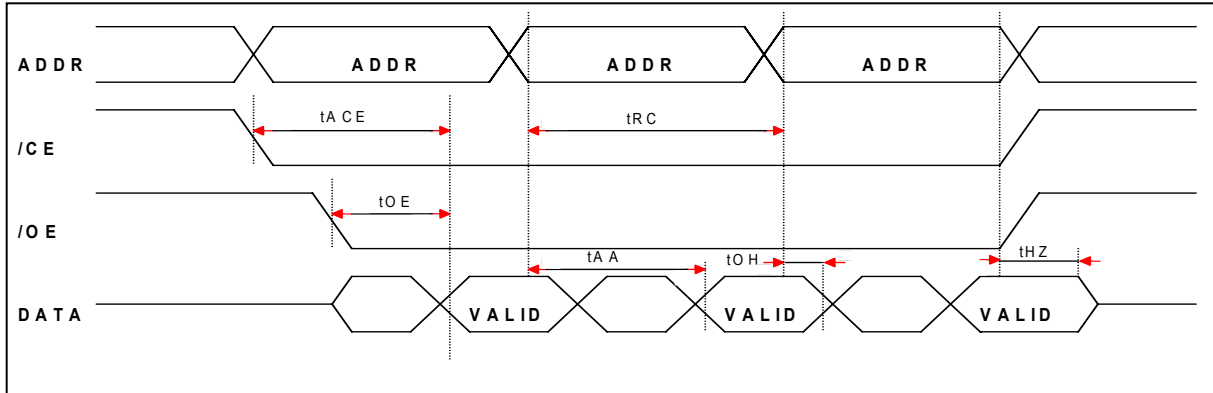 ADDR ADDR ADDR ADDR
tACE tRC
/CE
tOE
/OE
tAA tOH tHZ
DATA VALID VALID VALID